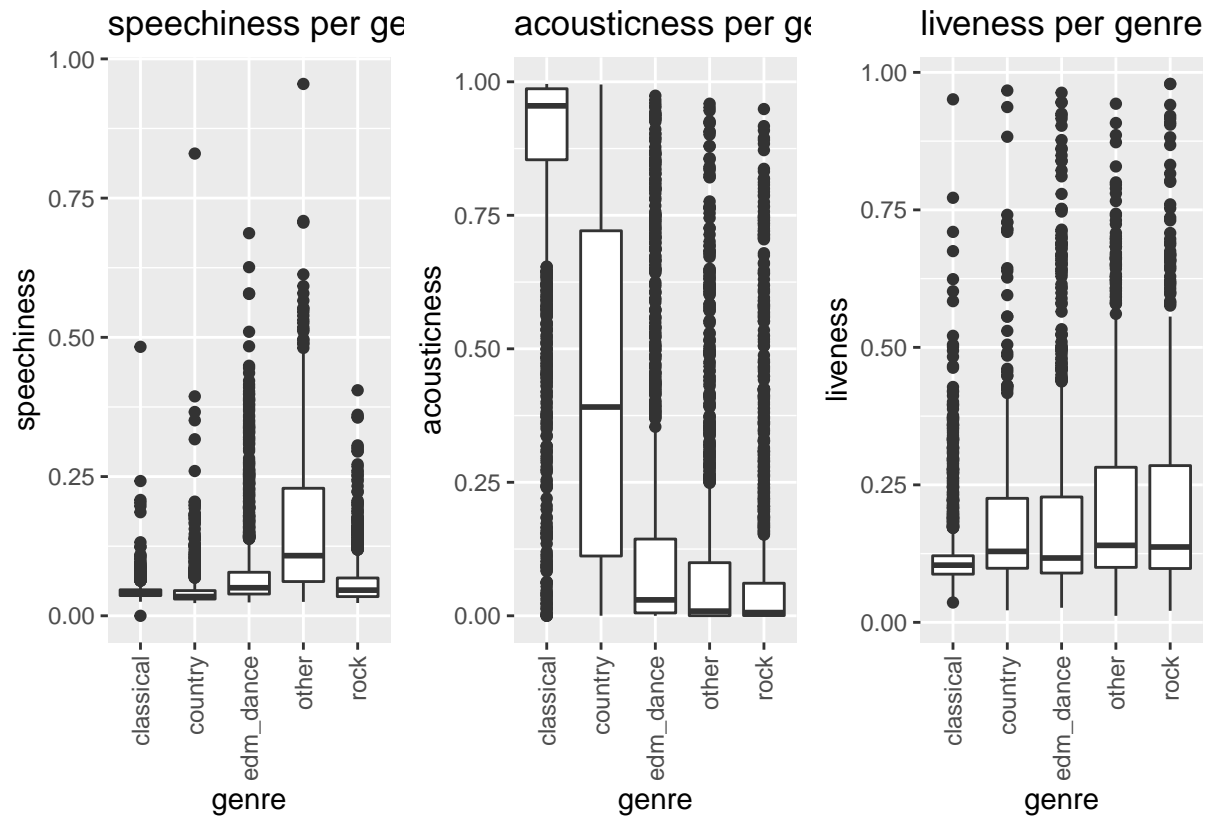 speechiness per ge
speechiness
1.00
0.75
0.50
0.25
0.00
classical
country
edm_dance
other
rock
genre
acousticness per ge
acousticness
1.00
0.75
0.50
0.25
0.00
classical
country
edm_dance
other
rock
genre
liveness per genre
liveness
1.00
0.75
0.50
0.25
0.00
classical
country
edm_dance
other
rock
genre